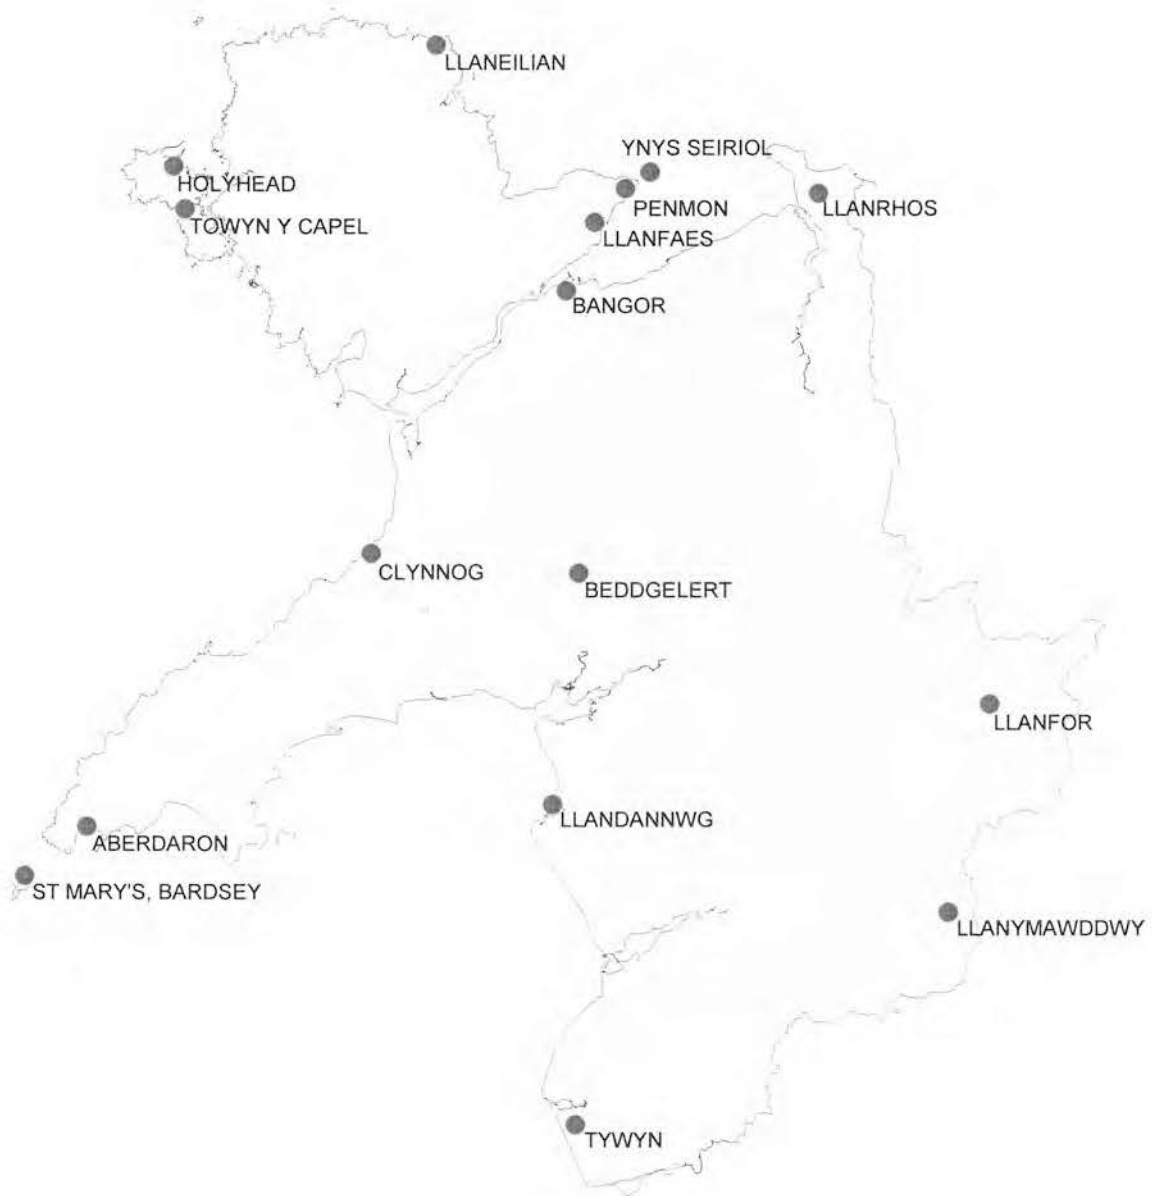 LLANEILIAN
YNYS SEIRIOL
HOLYHEAD
PENMON
LLANRHOS
TOWYN Y CAPEL
LLANFAES
BANGOR
CLYNNOG
BEDDGELERT
LLANFOR
LLANDANNWG
ABERDARON
ST MARY'S, BARDSEY
LLANYMAWDDWY
TYWYN